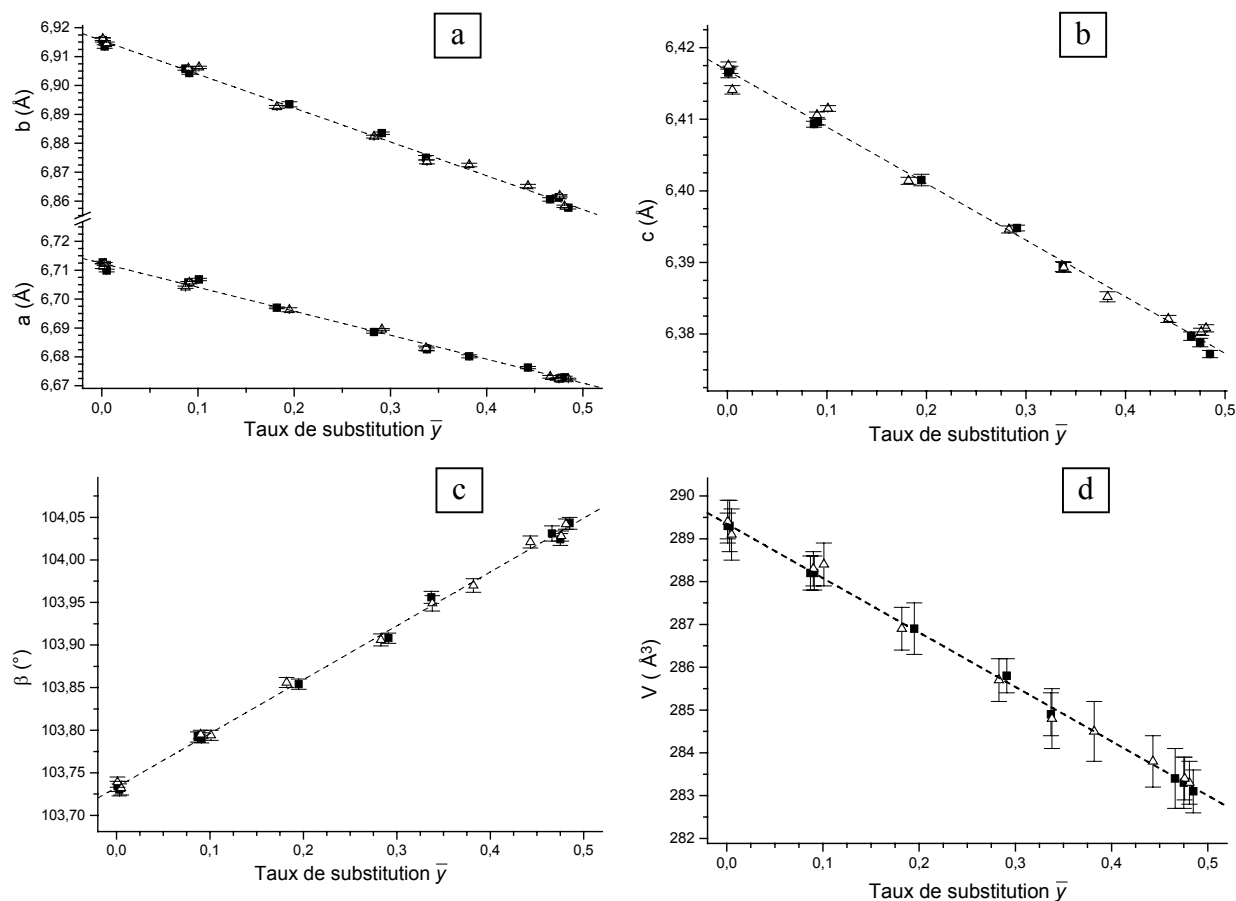 a
6,92
6,91
6,90
6,89
6,88
6,87
6,86
b (Å)
6,72
6,71
6,70
6,69
6,68
6,67
a (Å)
0,0 0,1 0,2 0,3 0,4 0,5
Taux de substitution y̅
b
6,42
6,41
6,40
6,39
6,38
c (Å)
0,0 0,1 0,2 0,3 0,4 0,5
Taux de substitution y̅
c
104,05
104,00
103,95
103,90
103,85
103,80
103,75
103,70
β (°)
0,0 0,1 0,2 0,3 0,4 0,5
Taux de substitution y̅
d
290
289
288
287
286
285
284
283
282
V ( Å³)
0,0 0,1 0,2 0,3 0,4 0,5
Taux de substitution y̅